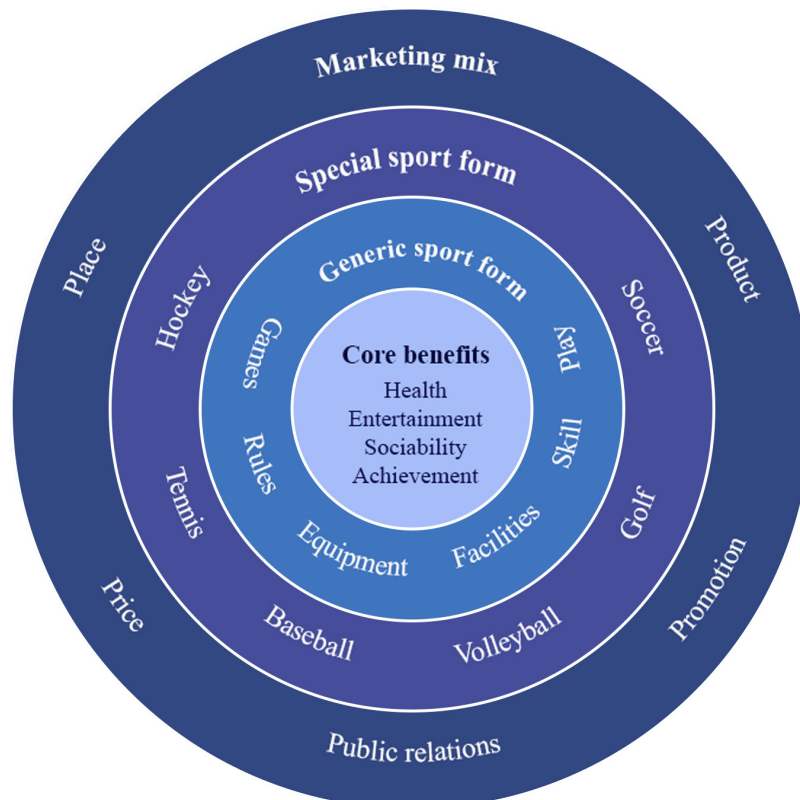 Marketing mix
Product
Promotion
Public relations
Price
Place
Special sport form
Soccer
Golf
Volleyball
Baseball
Tennis
Hockey
Generic sport form
Play
Skill
Facilities
Equipment
Rules
Games
Core benefits
Health
Entertainment
Sociability
Achievement